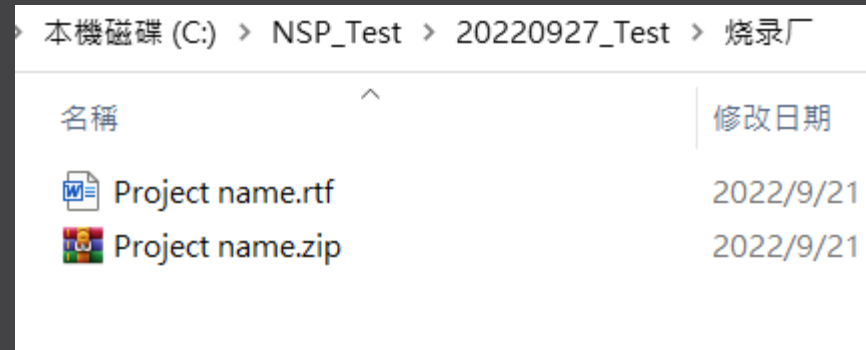 本機磁碟 (C:) > NSP_Test > 20220927_Test > 烧录厂
名稱 修改日期
Project name.rtf 2022/9/21
Project name.zip 2022/9/21